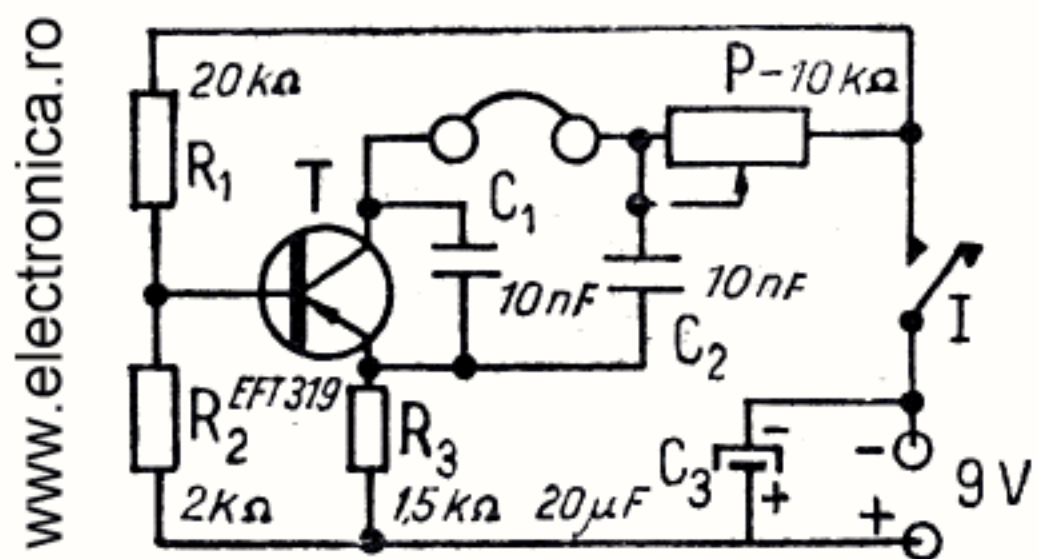 www.electronica.ro
20kΩ
R1
T
EFT319
R2
2kΩ
R3
1,5kΩ
C1
10nF
10nF
C2
P-10kΩ
I
20µF
C3
-
+
-
+
9V